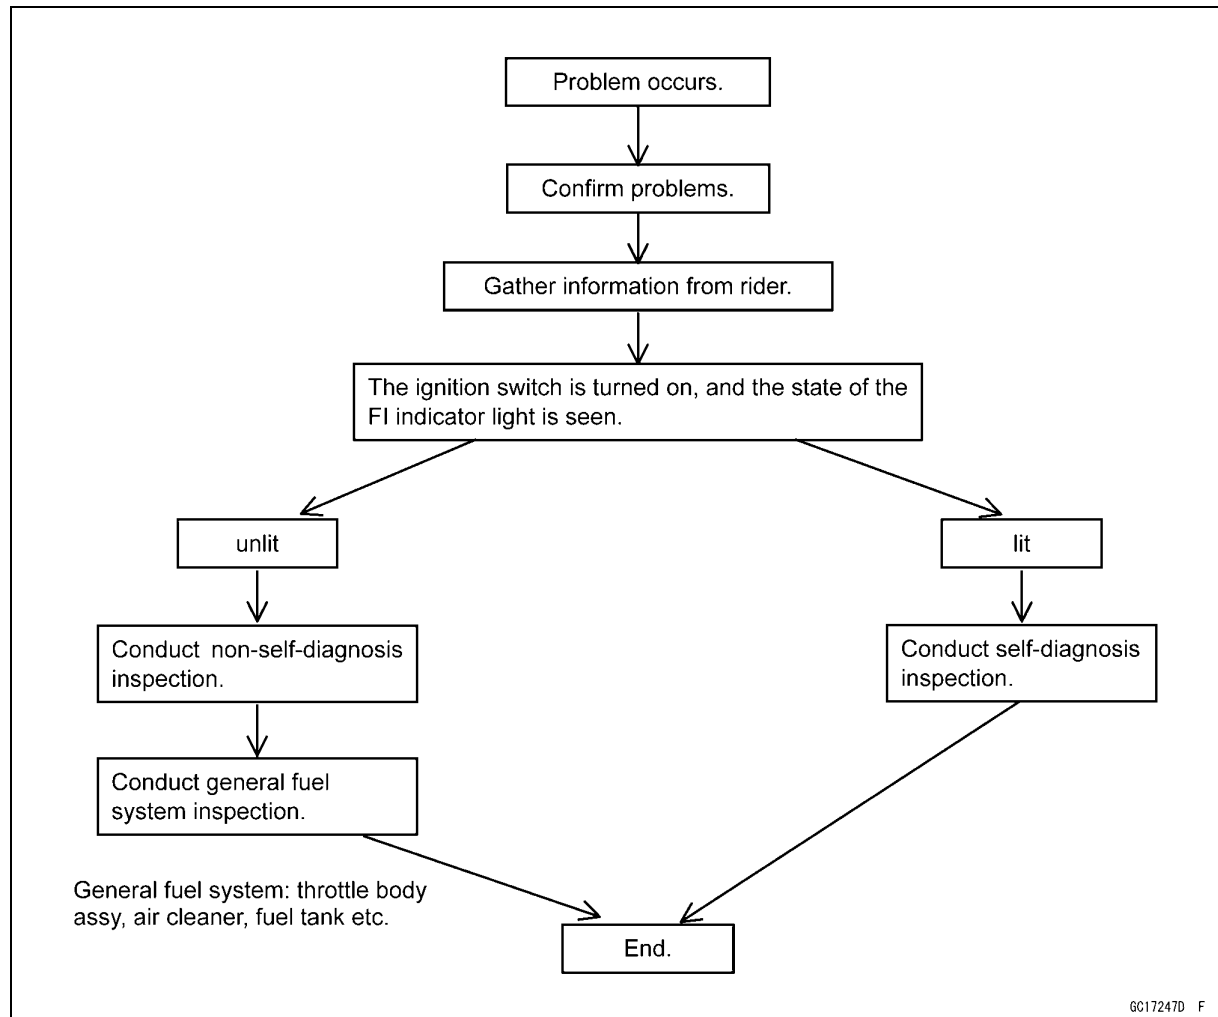 Problem occurs.
Confirm problems.
Gather information from rider.
The ignition switch is turned on, and the state of the
FI indicator light is seen.
unlit
lit
Conduct non-self-diagnosis
inspection.
Conduct self-diagnosis
inspection.
Conduct general fuel
system inspection.
General fuel system: throttle body
assy, air cleaner, fuel tank etc.
End.
GC17247D F